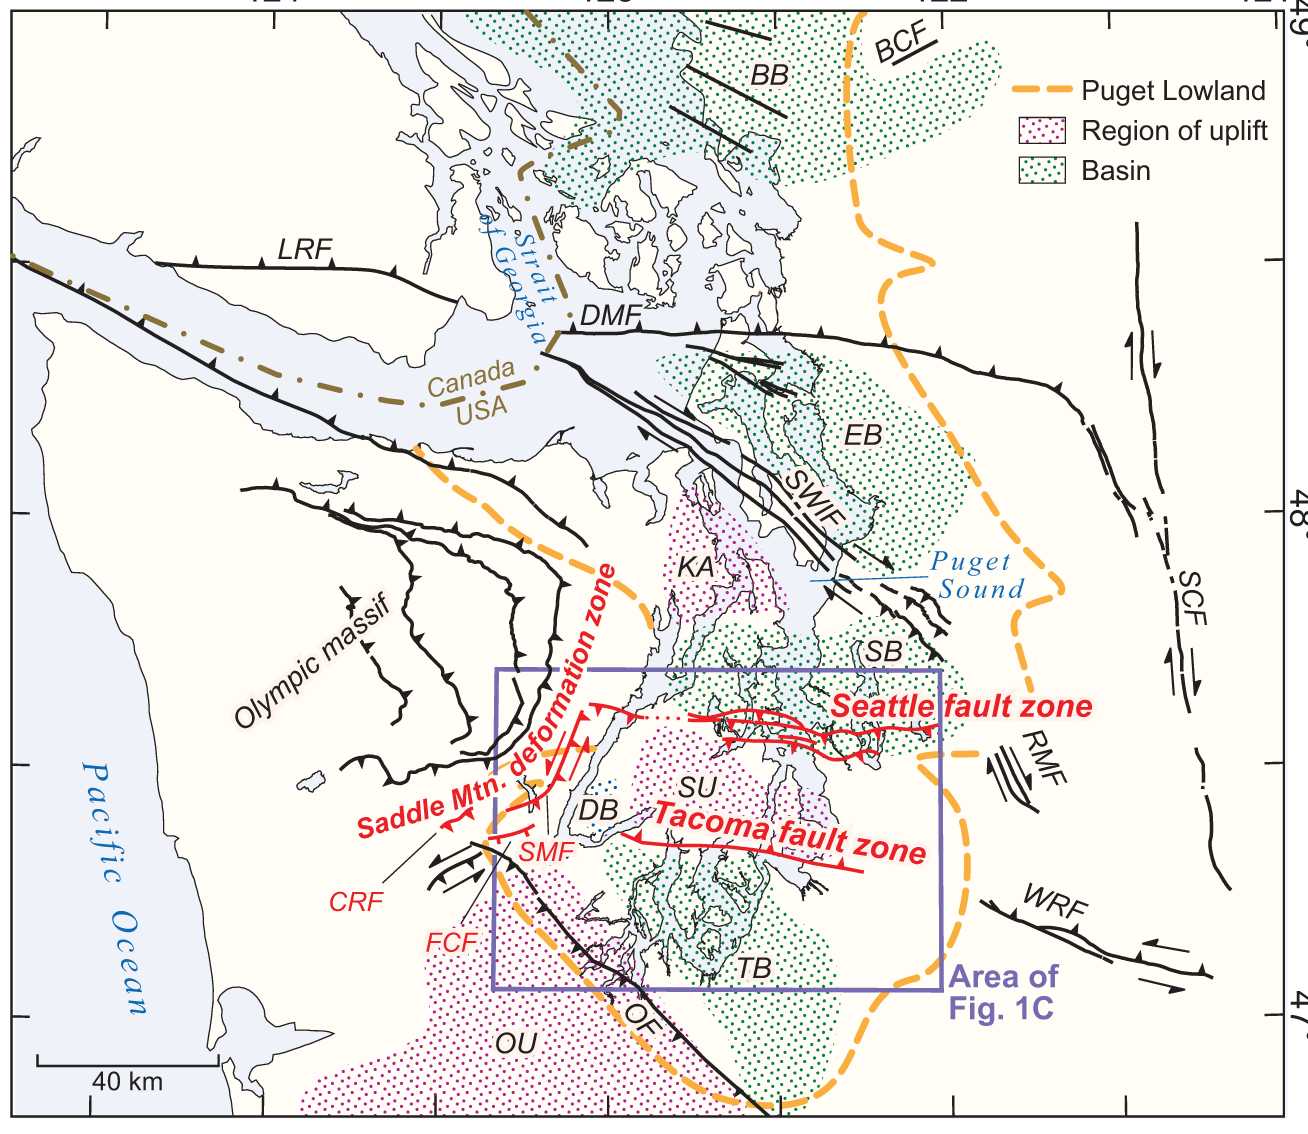 BCF
BB
Puget Lowland
Region of uplift
Basin
49°
LRF
Strait
of Georgia
DMF
Canada
USA
EB
SWIF
48°
KA
Puget
Sound
SCF
Olympic massif
SB
Saddle Mtn. deformation zone
Seattle fault zone
RMF
SU
DB
Tacoma fault zone
SMF
CRF
FCF
WRF
Pacific Ocean
TB
Area of
Fig. 1C
OF
OU
47°
40 km